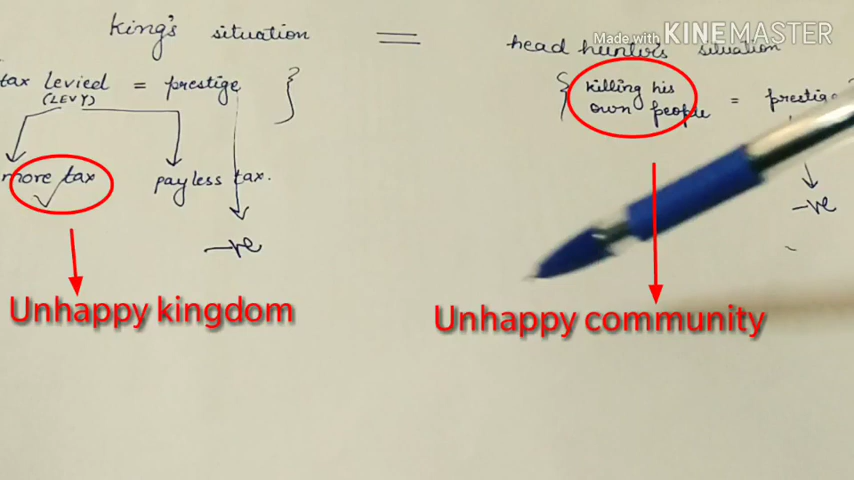 Made with KINEMASTER
king's situation =
head hunter's situation
tax levied = prestige }
(LEVY)
more tax
pay less tax.
-ve
{ killing his
own people = prestige
-ve
Unhappy kingdom
Unhappy community